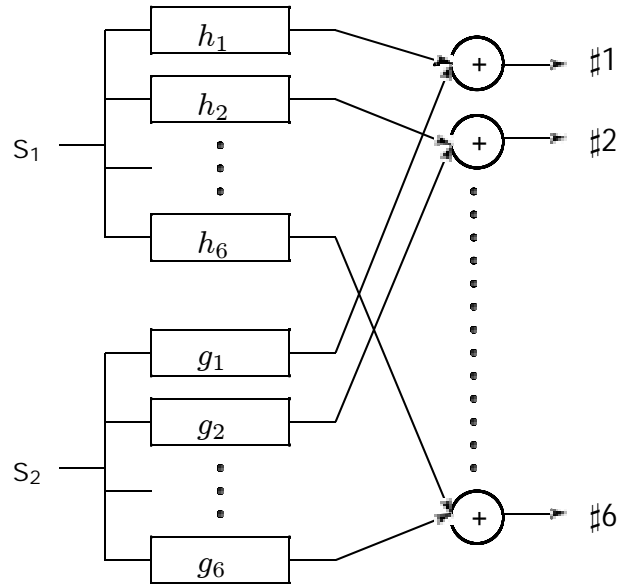 h₁
+
♯1
h₂
+
♯2
S₁
h₆
g₁
g₂
S₂
+
♯6
g₆